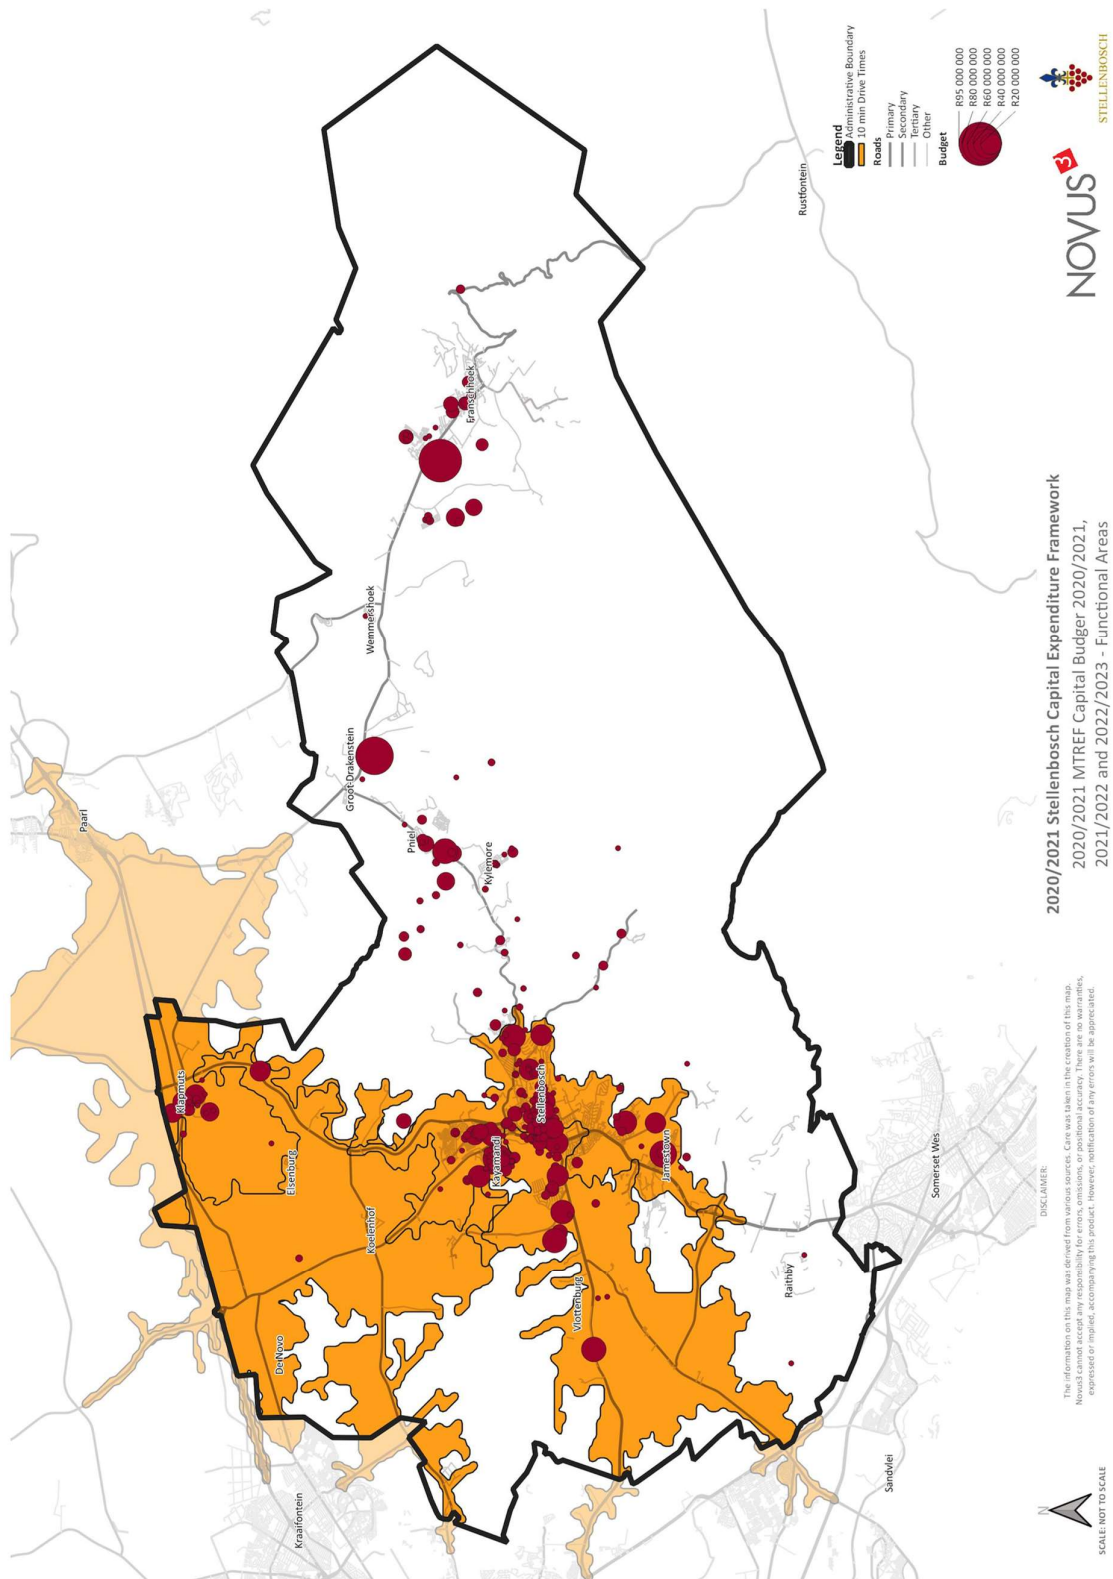 Paarl
Klapmuts
Elsenburg
Koelenhof
De Novo
Kraaifontein
Groot-Drakenstein
Wemmershoek
Franschhoek
Pniel
Kylemore
Stellenbosch
Kayamandi
Jamestown
Vlottenburg
Raithby
Somerset Wes
Sandvlei
Rustfontein
Legend
Administrative Boundary
10 min Drive Times
Roads
Primary
Secondary
Tertiary
Other
Budget
R95 000 000
R80 000 000
R60 000 000
R40 000 000
R20 000 000
N
SCALE: NOT TO SCALE
DISCLAIMER:
The information on this map was derived from various sources. Care was taken in the creation of this map.
Novus3 cannot accept any responsibility for errors, omissions, or positional accuracy. There are no warranties,
expressed or implied, accompanying this product. However, notification of any errors will be appreciated.
2020/2021 Stellenbosch Capital Expenditure Framework
2020/2021 MTREF Capital Budger 2020/2021,
2021/2022 and 2022/2023 - Functional Areas
NOVUS3
STELLENBOSCH